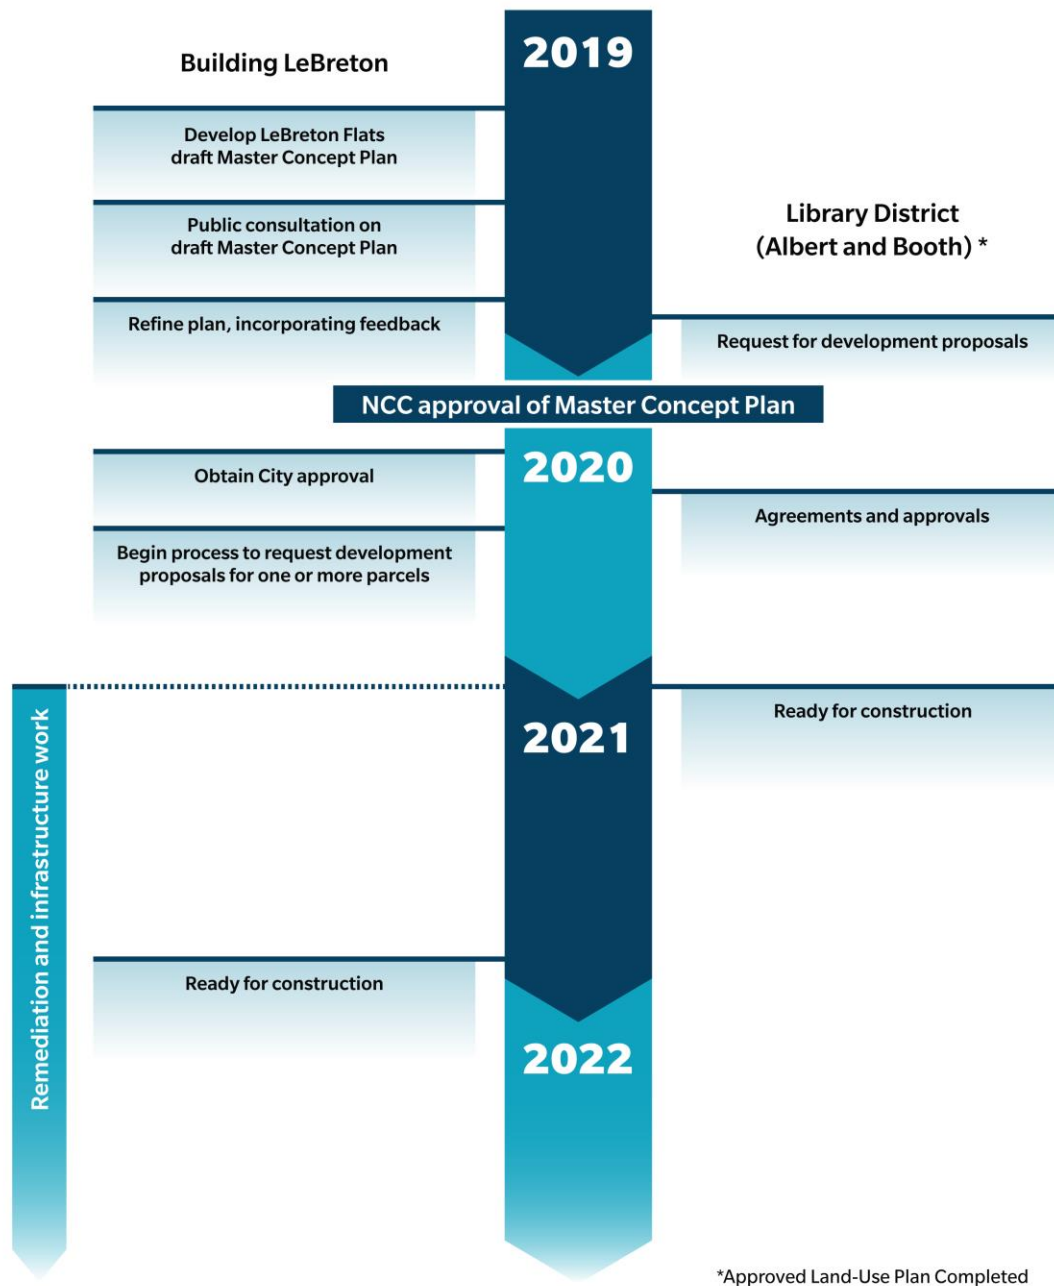 2019
Building LeBreton
Develop LeBreton Flats
draft Master Concept Plan
Public consultation on
draft Master Concept Plan
Library District
(Albert and Booth) *
Refine plan, incorporating feedback
Request for development proposals
NCC approval of Master Concept Plan
2020
Obtain City approval
Agreements and approvals
Begin process to request development
proposals for one or more parcels
Remediation and infrastructure work
Ready for construction
2021
Ready for construction
2022
*Approved Land-Use Plan Completed